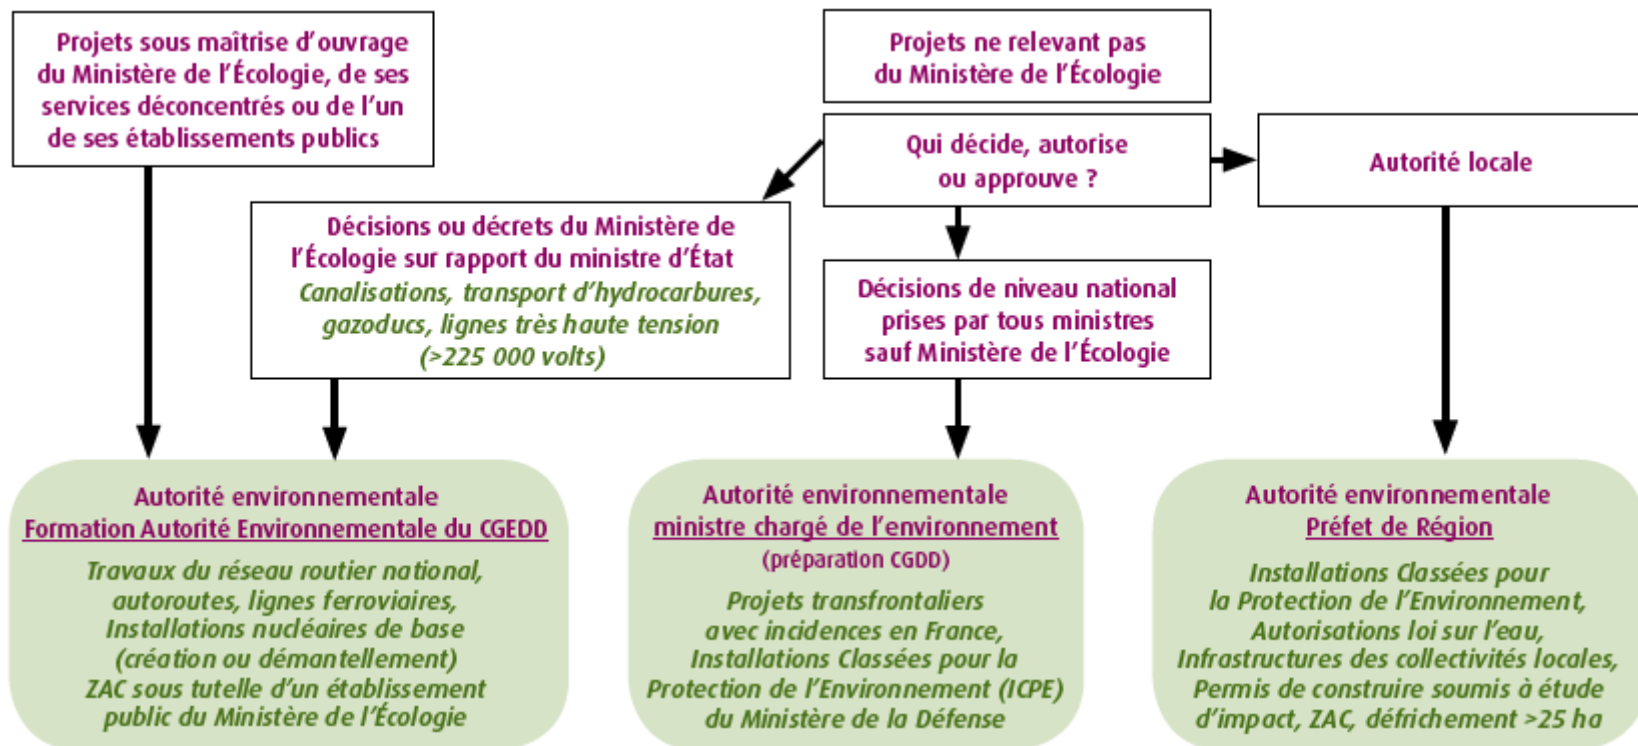 Projets sous maîtrise d'ouvrage
du Ministère de l'Écologie, de ses
services déconcentrés ou de l'un
de ses établissements publics
Projets ne relevant pas
du Ministère de l'Écologie
Qui décide, autorise
ou approuve ?
Autorité locale
Décisions ou décrets du Ministère de
l'Écologie sur rapport du ministre d'État
Canalisations, transport d'hydrocarbures,
gazoducs, lignes très haute tension
(>225 000 volts)
Décisions de niveau national
prises par tous ministres
sauf Ministère de l'Écologie
Autorité environnementale
Formation Autorité Environnementale du CGEDD
Travaux du réseau routier national,
autoroutes, lignes ferroviaires,
Installations nucléaires de base
(création ou démantellement)
ZAC sous tutelle d'un établissement
public du Ministère de l'Écologie
Autorité environnementale
ministre chargé de l'environnement
(préparation CGDD)
Projets transfrontaliers
avec incidences en France,
Installations Classées pour la
Protection de l'Environnement (ICPE)
du Ministère de la Défense
Autorité environnementale
Préfet de Région
Installations Classées pour
la Protection de l'Environnement,
Autorisations loi sur l'eau,
Infrastructures des collectivités locales,
Permis de construire soumis à étude
d'impact, ZAC, défrichement >25 ha